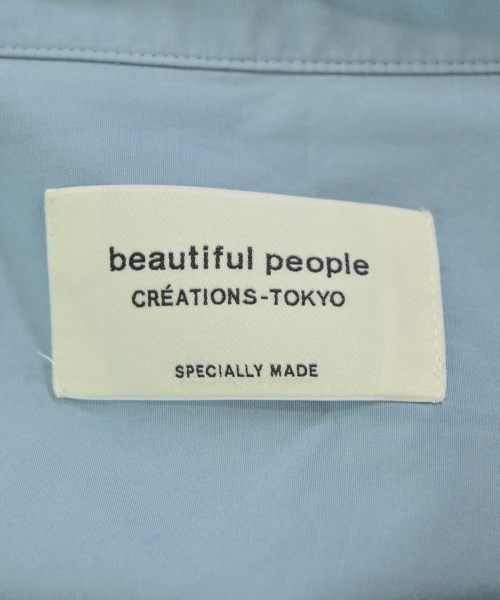 beautiful people
CRÉATIONS-TOKYO
SPECIALLY MADE